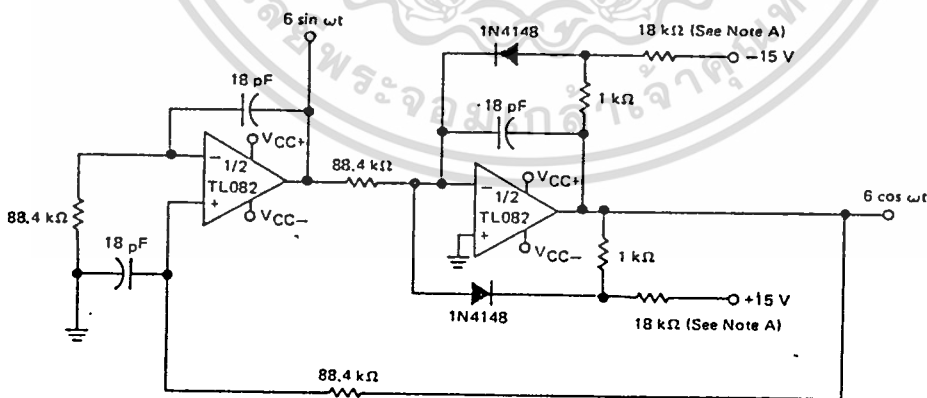 6 sin ωt
1N4148
18 kΩ (See Note A)
−15 V
18 pF
1 kΩ
18 pF
VCC+
−
1/2
TL082
+
VCC−
88.4 kΩ
88.4 kΩ
18 pF
VCC+
−
1/2
TL082
+
VCC−
6 cos ωt
1 kΩ
1N4148
+15 V
18 kΩ (See Note A)
88.4 kΩ